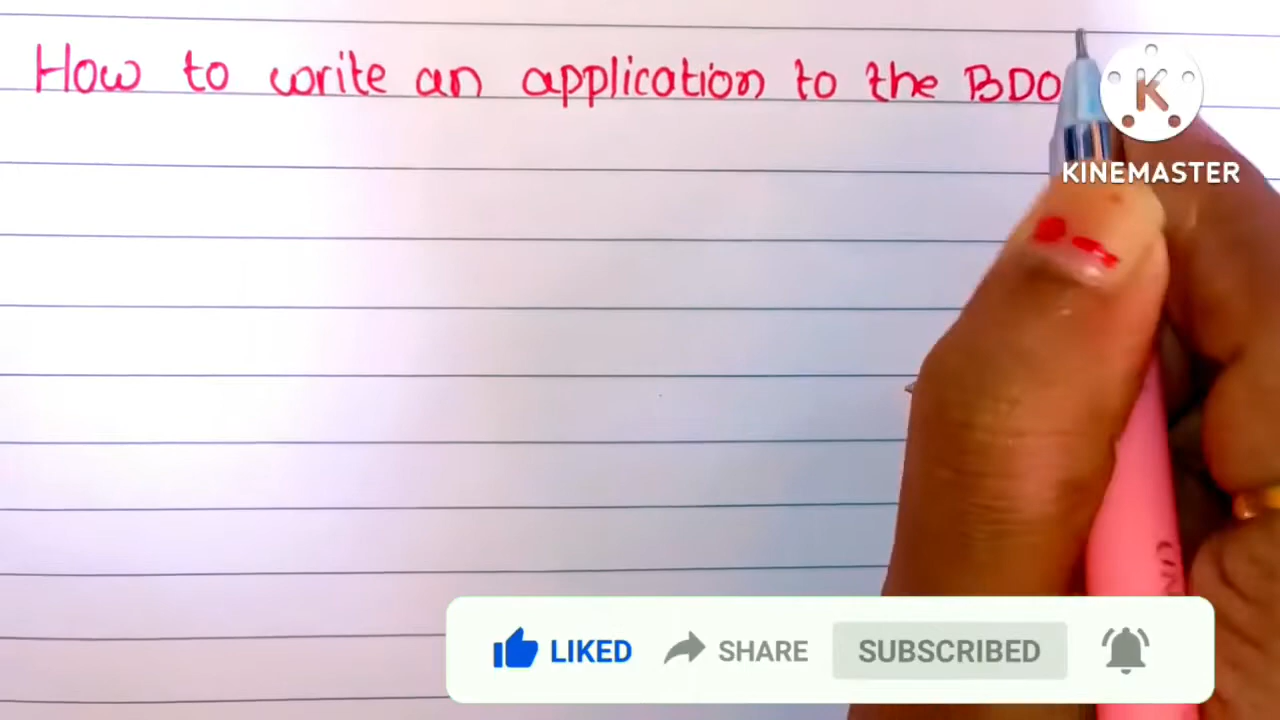 How to write an application to the BDO
K
KINEMASTER
LIKED SHARE SUBSCRIBED